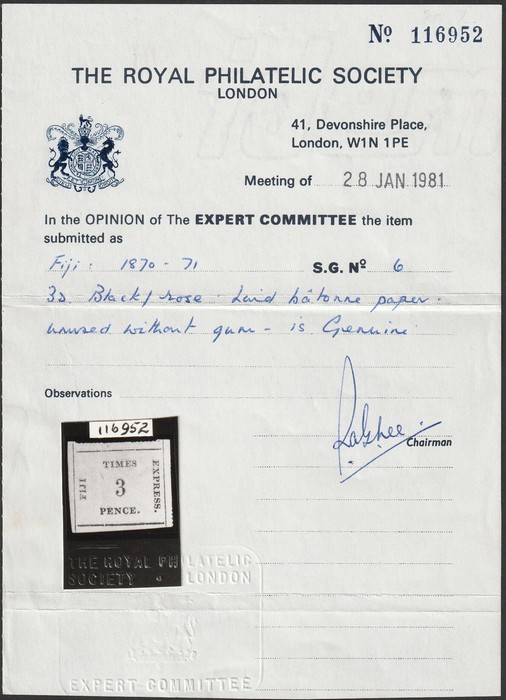 Nº 116952
THE ROYAL PHILATELIC SOCIETY
LONDON
41, Devonshire Place,
London, W1N 1PE
Meeting of 28 JAN 1981
In the OPINION of The EXPERT COMMITTEE the item
submitted as
Fiji. 1870-71 S.G. Nº 6
3D. Black/rose. Laid bâtonne paper.
unused without gum - is Genuine
Observations
Chairman
116952
FIJI TIMES EXPRESS.
3
PENCE.
THE ROYAL PHILATELIC
SOCIETY . LONDON
EXPERT COMMITTEE